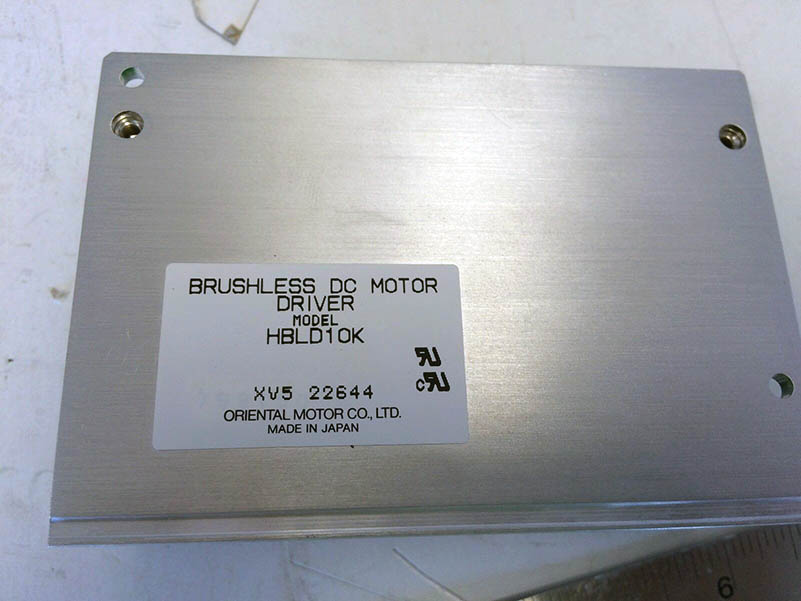 BRUSHLESS DC MOTOR
DRIVER
MODEL
HBLD10K
XV5 22644
ORIENTAL MOTOR CO., LTD.
MADE IN JAPAN
6